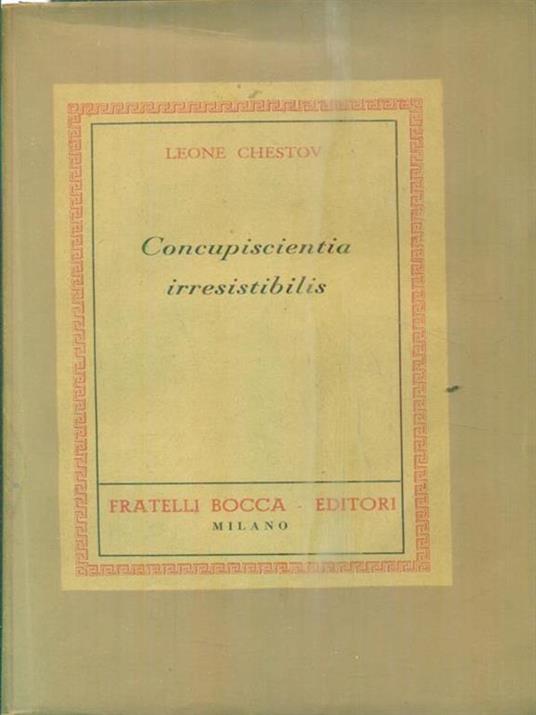 LEONE CHESTOV
Concupiscientia
irresistibilis
FRATELLI BOCCA - EDITORI
MILANO